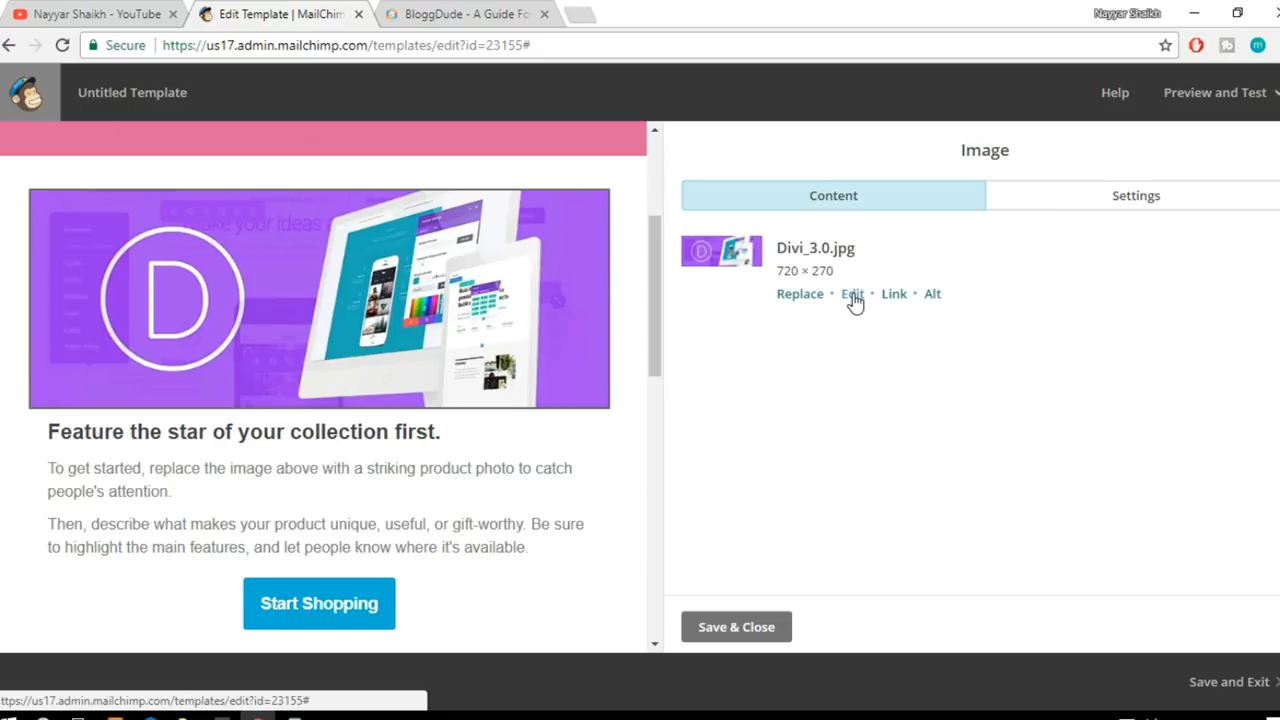 Nayyar Shaikh - YouTube
Edit Template | MailChim
BloggDude - A Guide Fo
Nayyar Shaikh
Secure
https://us17.admin.mailchimp.com/templates/edit?id=23155#
Untitled Template
Help
Preview and Test
Image
Content
Settings
make your ideas a
D
Divi_3.0.jpg
720 × 270
Replace · Edit · Link · Alt
Feature the star of your collection first.
To get started, replace the image above with a striking product photo to catch
people's attention.
Then, describe what makes your product unique, useful, or gift-worthy. Be sure
to highlight the main features, and let people know where it's available.
Start Shopping
Save & Close
Save and Exit
ttps://us17.admin.mailchimp.com/templates/edit?id=23155#